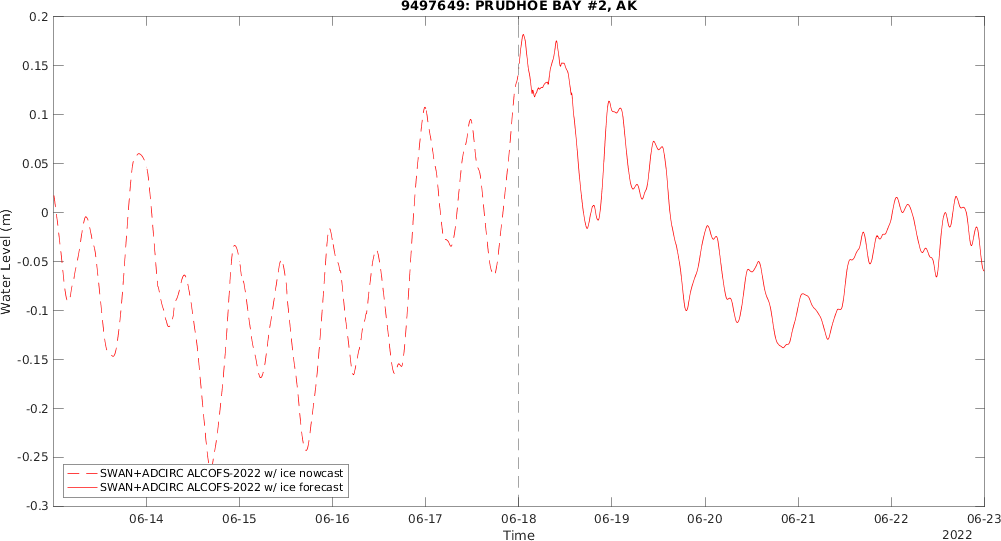 9497649: PRUDHOE BAY #2, AK
0.2
0.15
0.1
0.05
0
-0.05
-0.1
-0.15
-0.2
-0.25
-0.3
Water Level (m)
SWAN+ADCIRC ALCOFS-2022 w/ ice nowcast
SWAN+ADCIRC ALCOFS-2022 w/ ice forecast
06-14 06-15 06-16 06-17 06-18 06-19 06-20 06-21 06-22 06-23
Time
2022